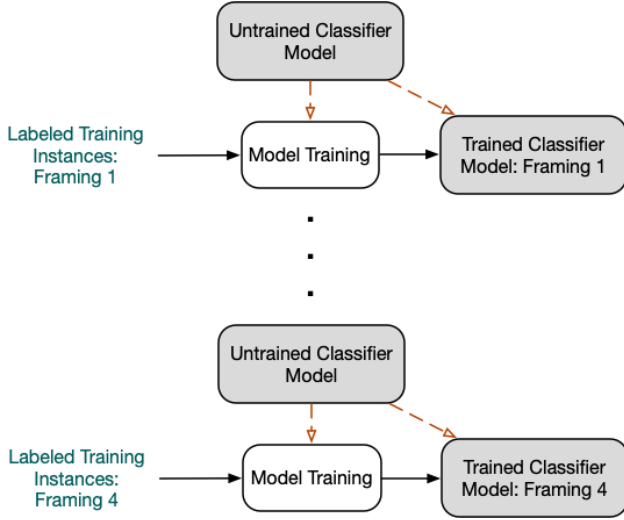 Untrained Classifier
Model
Labeled Training
Instances:
Framing 1
Model Training
Trained Classifier
Model: Framing 1
Untrained Classifier
Model
Labeled Training
Instances:
Framing 4
Model Training
Trained Classifier
Model: Framing 4